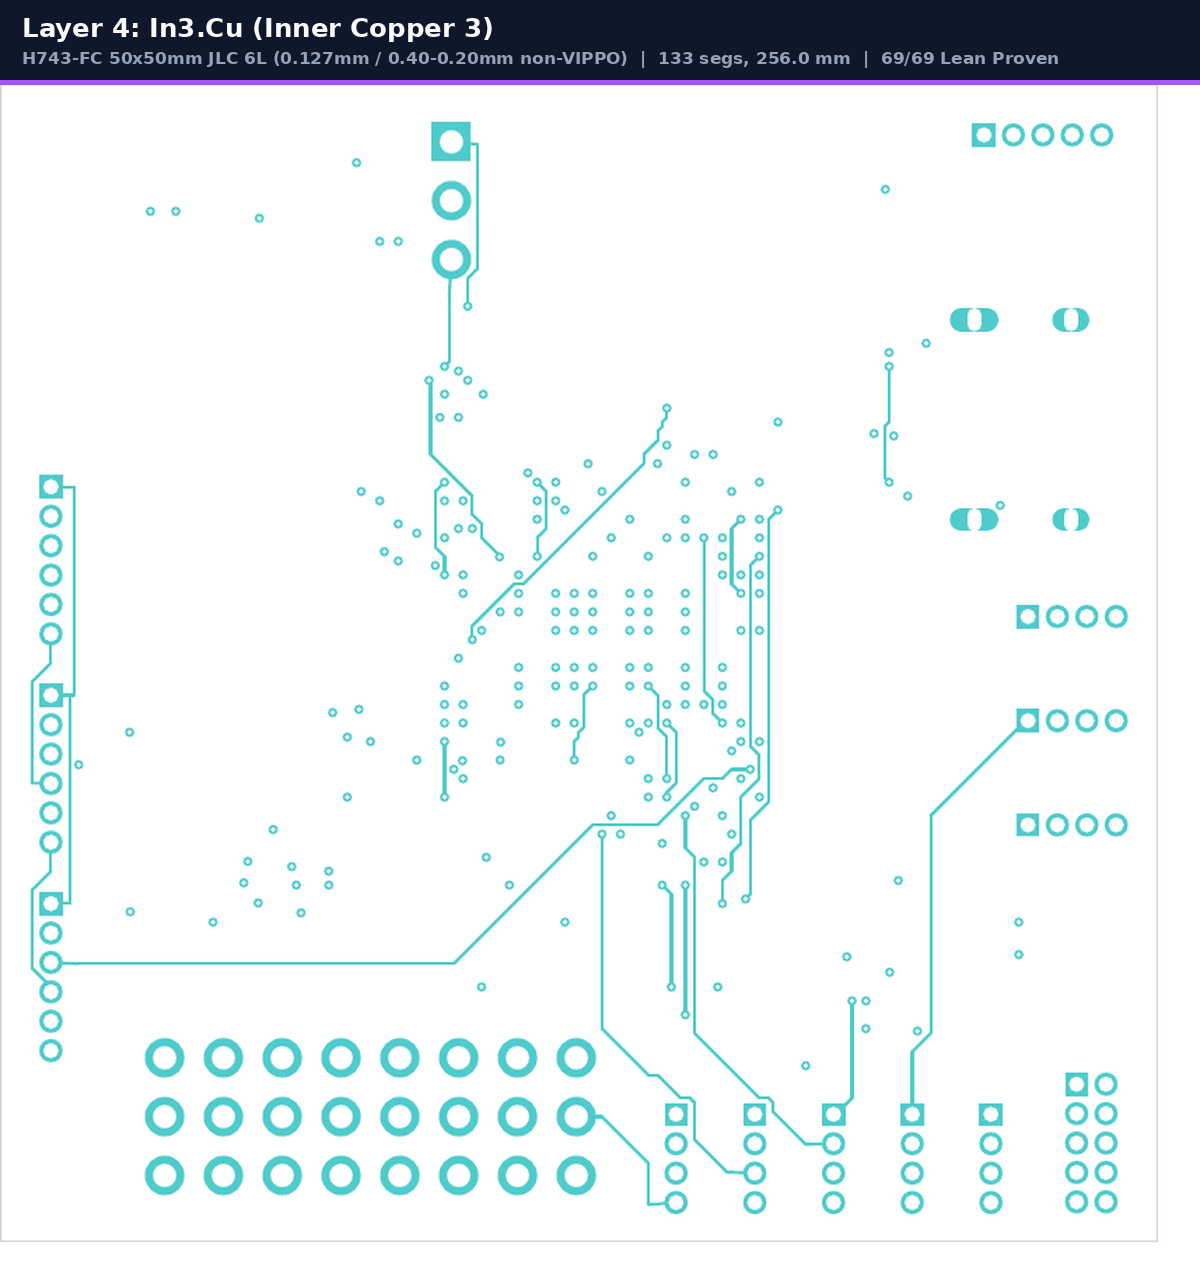 Layer 4: In3.Cu (Inner Copper 3)
H743-FC 50x50mm JLC 6L (0.127mm / 0.40-0.20mm non-VIPPO)  |  133 segs, 256.0 mm  |  69/69 Lean Proven